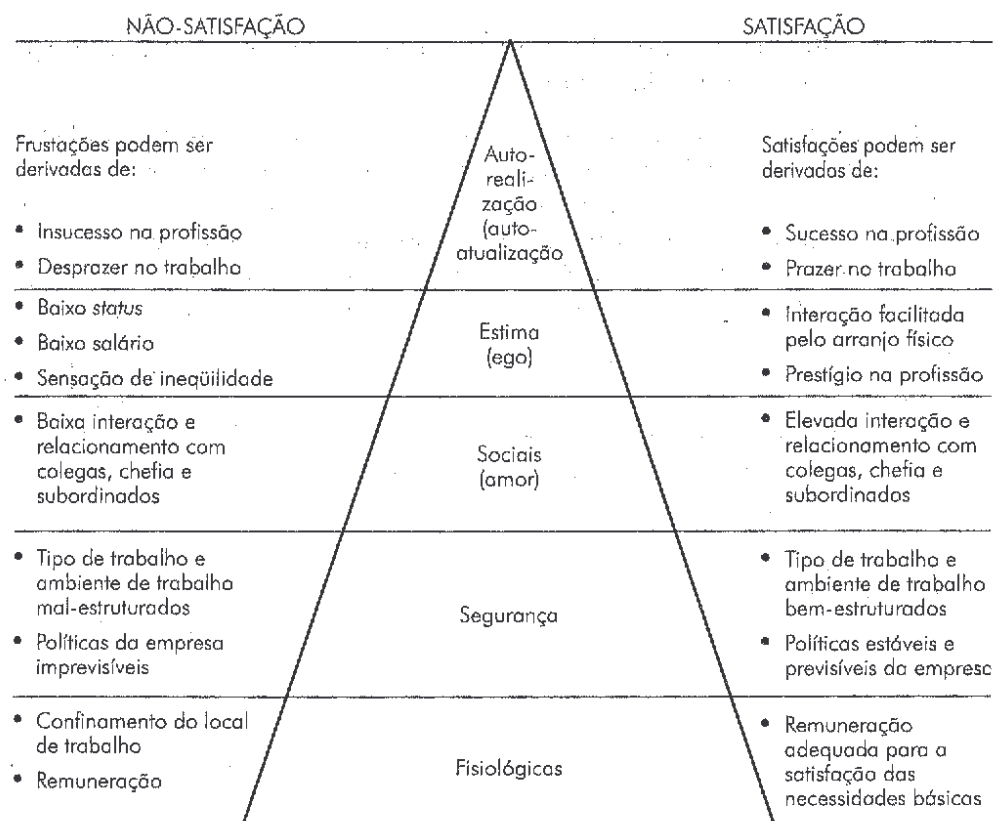 NÃO-SATISFAÇÃO
SATISFAÇÃO
Frustações podem ser
derivadas de:
• Insucesso na profissão
• Desprazer no trabalho
Auto-
reali-
zação
(auto-
atualização
Satisfações podem ser
derivadas de:
• Sucesso na profissão
• Prazer no trabalho
• Baixo status
• Baixo salário
• Sensação de ineqüilidade
Estima
(ego)
• Interação facilitada
pelo arranjo físico
• Prestígio na profissão
• Baixa interação e
relacionamento com
colegas, chefia e
subordinados
Sociais
(amor)
• Elevada interação e
relacionamento com
colegas, chefia e
subordinados
• Tipo de trabalho e
ambiente de trabalho
mal-estruturados
• Políticas da empresa
imprevisíveis
Segurança
• Tipo de trabalho e
ambiente de trabalho
bem-estruturados
• Políticas estáveis e
previsíveis da empresc
• Confinamento do local
de trabalho
• Remuneração
Fisiológicas
• Remuneração
adequada para a
satisfação das
necessidades básicas